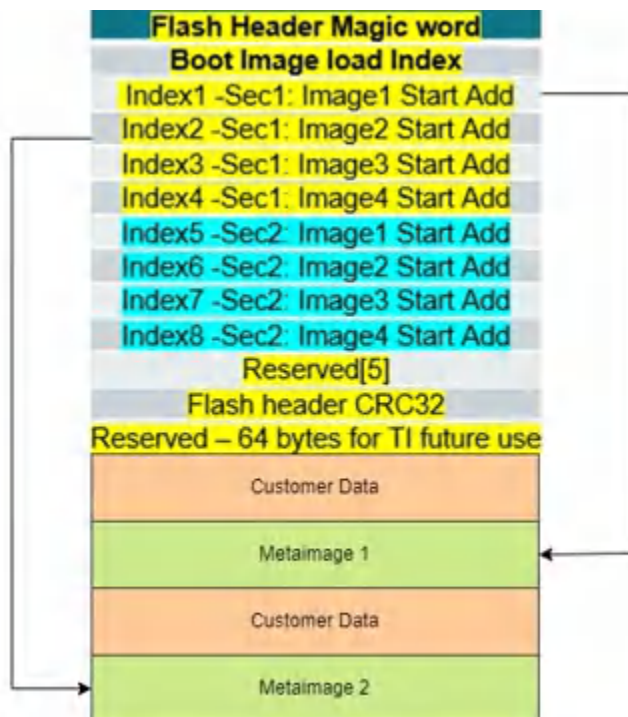 Flash Header Magic word
Boot Image load Index
Index1 -Sec1: Image1 Start Add
Index2 -Sec1: Image2 Start Add
Index3 -Sec1: Image3 Start Add
Index4 -Sec1: Image4 Start Add
Index5 -Sec2: Image1 Start Add
Index6 -Sec2: Image2 Start Add
Index7 -Sec2: Image3 Start Add
Index8 -Sec2: Image4 Start Add
Reserved[5]
Flash header CRC32
Reserved – 64 bytes for TI future use
Customer Data
Metaimage 1
Customer Data
Metaimage 2